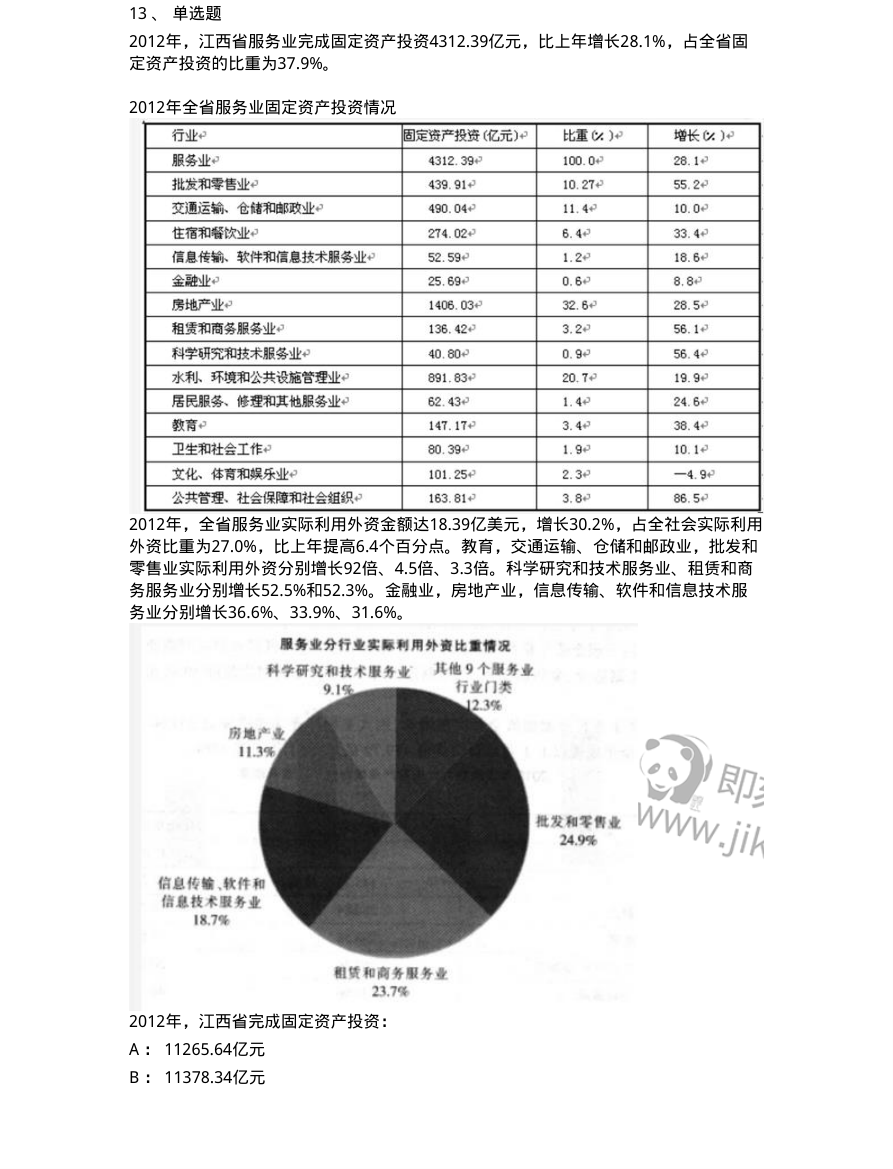 13 、 单选题
2012年，江西省服务业完成固定资产投资4312.39亿元，比上年增长28.1%，占全省固
定资产投资的比重为37.9%。
2012年全省服务业固定资产投资情况
行业 固定资产投资(亿元) 比重(% ) 增长(% )
服务业 4312.39 100.0 28.1
批发和零售业 439.91 10.27 55.2
交通运输、仓储和邮政业 490.04 11.4 10.0
住宿和餐饮业 274.02 6.4 33.4
信息传输、软件和信息技术服务业 52.59 1.2 18.6
金融业 25.69 0.6 8.8
房地产业 1406.03 32.6 28.5
租赁和商务服务业 136.42 3.2 56.1
科学研究和技术服务业 40.80 0.9 56.4
水利、环境和公共设施管理业 891.83 20.7 19.9
居民服务、修理和其他服务业 62.43 1.4 24.6
教育 147.17 3.4 38.4
卫生和社会工作 80.39 1.9 10.1
文化、体育和娱乐业 101.25 2.3 —4.9
公共管理、社会保障和社会组织 163.81 3.8 86.5
2012年，全省服务业实际利用外资金额达18.39亿美元，增长30.2%，占全社会实际利用
外资比重为27.0%，比上年提高6.4个百分点。教育，交通运输、仓储和邮政业，批发和
零售业实际利用外资分别增长92倍、4.5倍、3.3倍。科学研究和技术服务业、租赁和商
务服务业分别增长52.5%和52.3%。金融业，房地产业，信息传输、软件和信息技术服
务业分别增长36.6%、33.9%、31.6%。
服务业分行业实际利用外资比重情况
科学研究和技术服务业
9.1%
其他9个服务业
行业门类
12.3%
房地产业
11.3%
批发和零售业
24.9%
信息传输、软件和
信息技术服务业
18.7%
租赁和商务服务业
23.7%
即刻
www.jik
2012年，江西省完成固定资产投资：
A： 11265.64亿元
B： 11378.34亿元